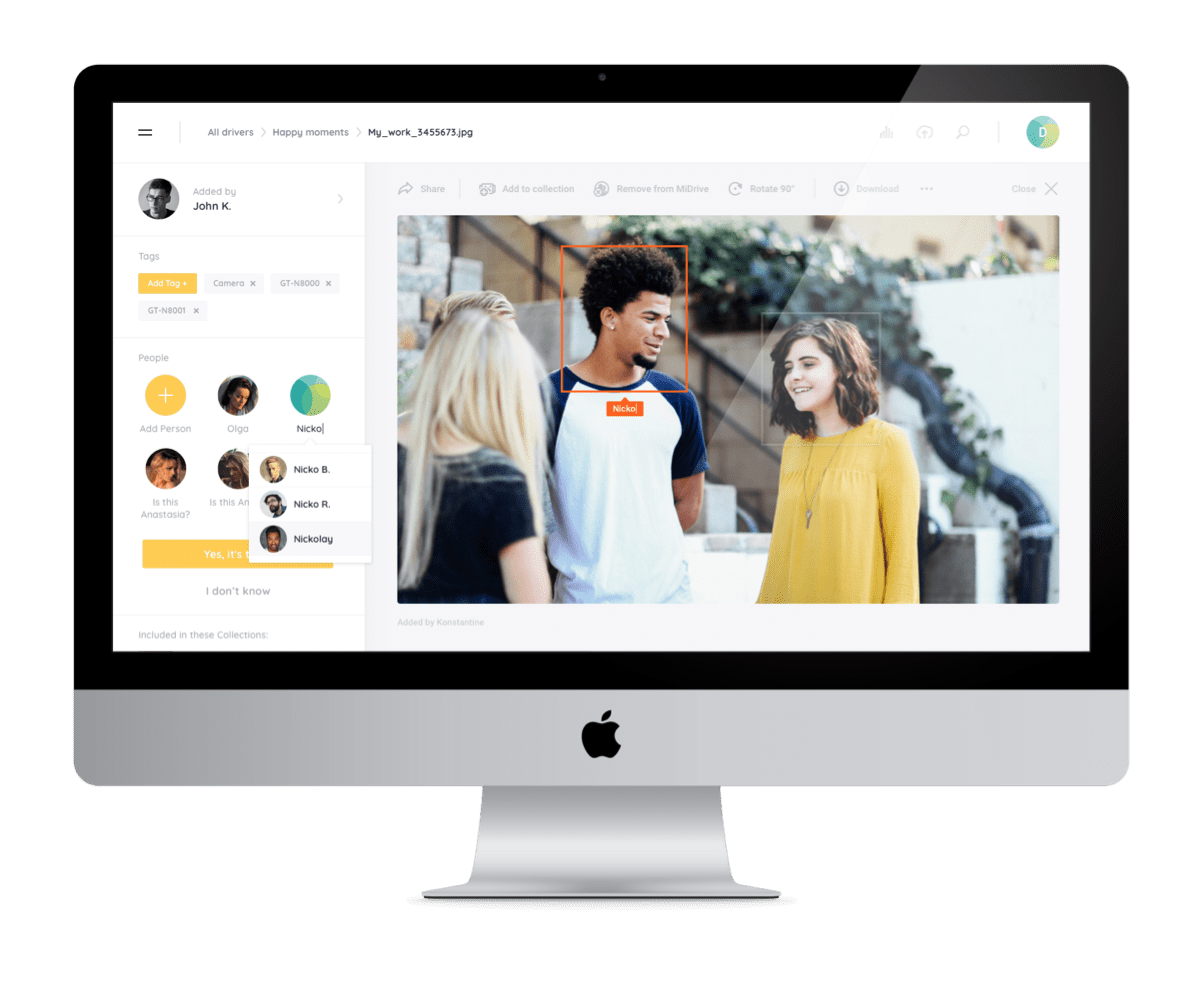 All drivers > Happy moments > My_work_3455673.jpg
D
Added by
John K.
Share
Add to collection
Remove from MiDrive
Rotate 90°
Download
Close
Tags
Add Tag +
Camera ×
GT-N8000 ×
GT-N8001 ×
People
Add Person
Olga
Nicko
Nicko
Nicko B.
Nicko R.
Nickolay
Is this
Anastasia?
Is this An
Yes, it's t
I don't know
Added by Konstantine
Included in these Collections: